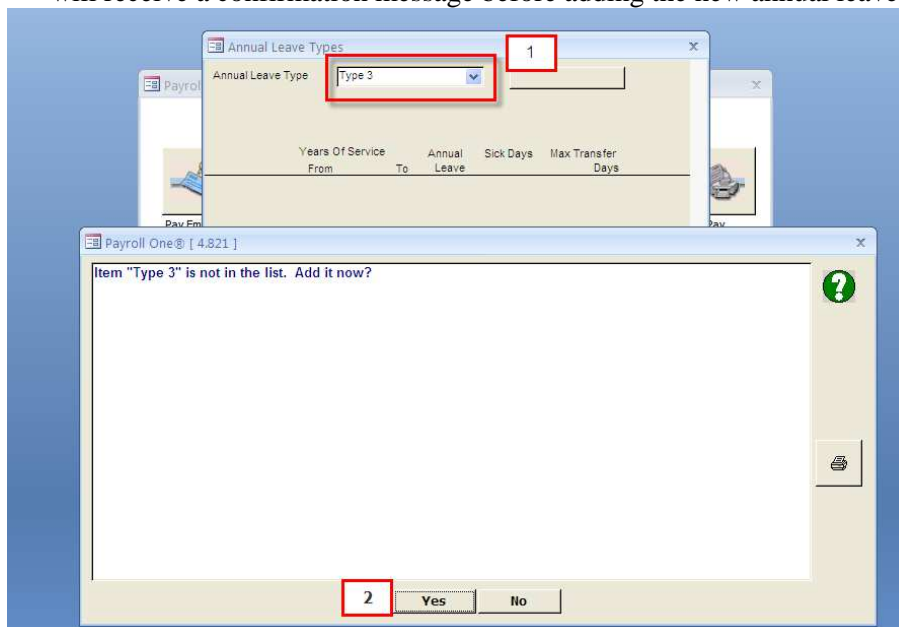 will receive a confirmation message before adding the new annual leave
Annual Leave Types
1
Annual Leave Type
Type 3
Payrol
Years Of Service
Annual
Sick Days
Max Transfer
From
To
Leave
Days
Pay Em
Pay
Payroll One® [ 4.821 ]
Item "Type 3" is not in the list. Add it now?
2
Yes
No